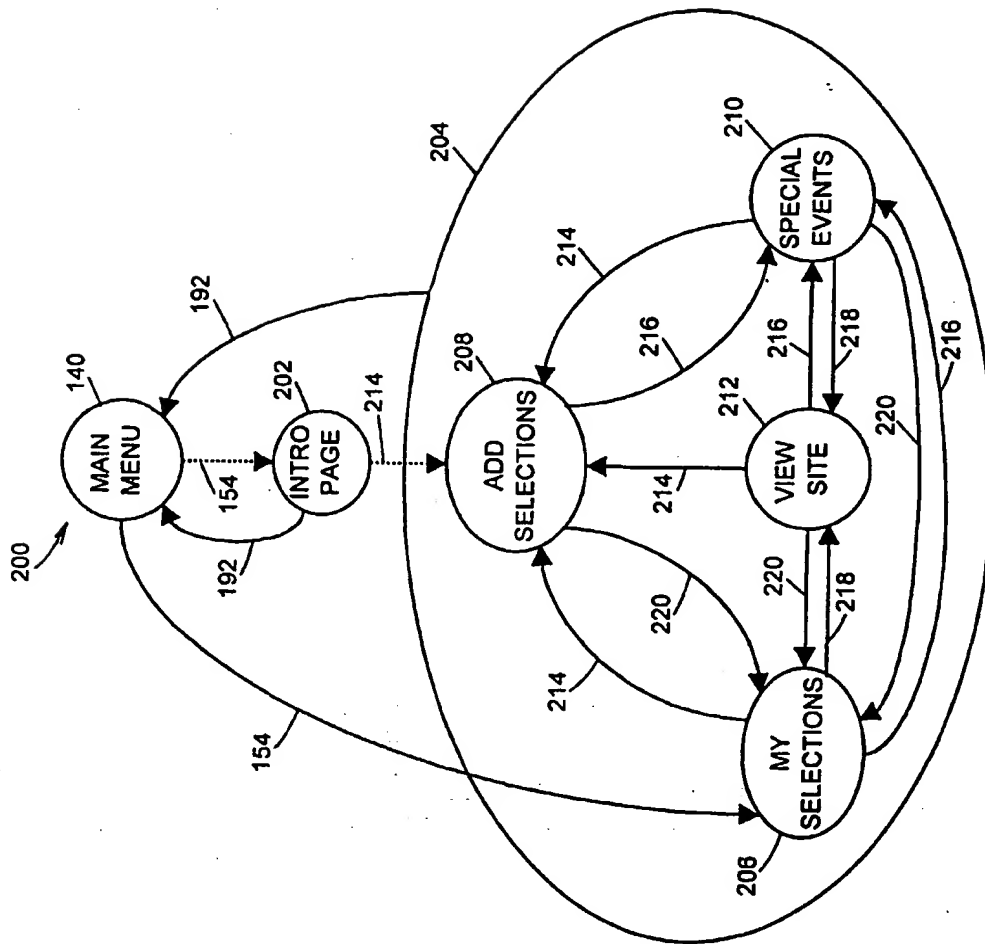 200
MAIN
MENU
140
192
154
192
INTRO
PAGE
202
214
154
204
ADD
SELECTIONS
208
214
216
220
214
214
VIEW
SITE
212
216
218
220
218
SPECIAL
EVENTS
210
MY
SELECTIONS
206
220
216